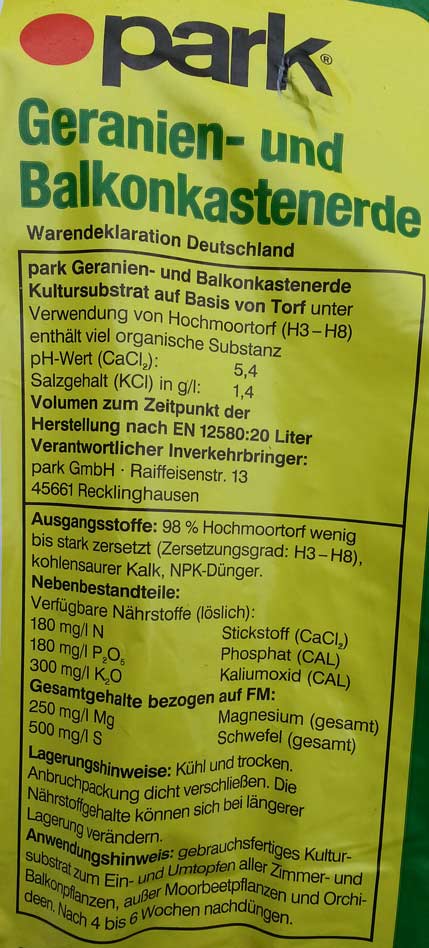 park®
Geranien- und
Balkonkastenerde
Warendeklaration Deutschland
park Geranien- und Balkonkastenerde
Kultursubstrat auf Basis von Torf unter
Verwendung von Hochmoortorf (H3–H8)
enthält viel organische Substanz
pH-Wert (CaCl₂): 5,4
Salzgehalt (KCl) in g/l: 1,4
Volumen zum Zeitpunkt der
Herstellung nach EN 12580:20 Liter
Verantwortlicher Inverkehrbringer:
park GmbH · Raiffeisenstr. 13
45661 Recklinghausen
Ausgangsstoffe: 98 % Hochmoortorf wenig
bis stark zersetzt (Zersetzungsgrad: H3–H8),
kohlensaurer Kalk, NPK-Dünger.
Nebenbestandteile:
Verfügbare Nährstoffe (löslich):
180 mg/l N Stickstoff (CaCl₂)
180 mg/l P₂O₅ Phosphat (CAL)
300 mg/l K₂O Kaliumoxid (CAL)
Gesamtgehalte bezogen auf FM:
250 mg/l Mg Magnesium (gesamt)
500 mg/l S Schwefel (gesamt)
Lagerungshinweise: Kühl und trocken.
Anbruchpackung dicht verschließen. Die
Nährstoffgehalte können sich bei längerer
Lagerung verändern.
Anwendungshinweis: gebrauchsfertiges Kultur-
substrat zum Ein- und Umtopfen aller Zimmer- und
Balkonpflanzen, außer Moorbeetpflanzen und Orchi-
deen. Nach 4 bis 6 Wochen nachdüngen.